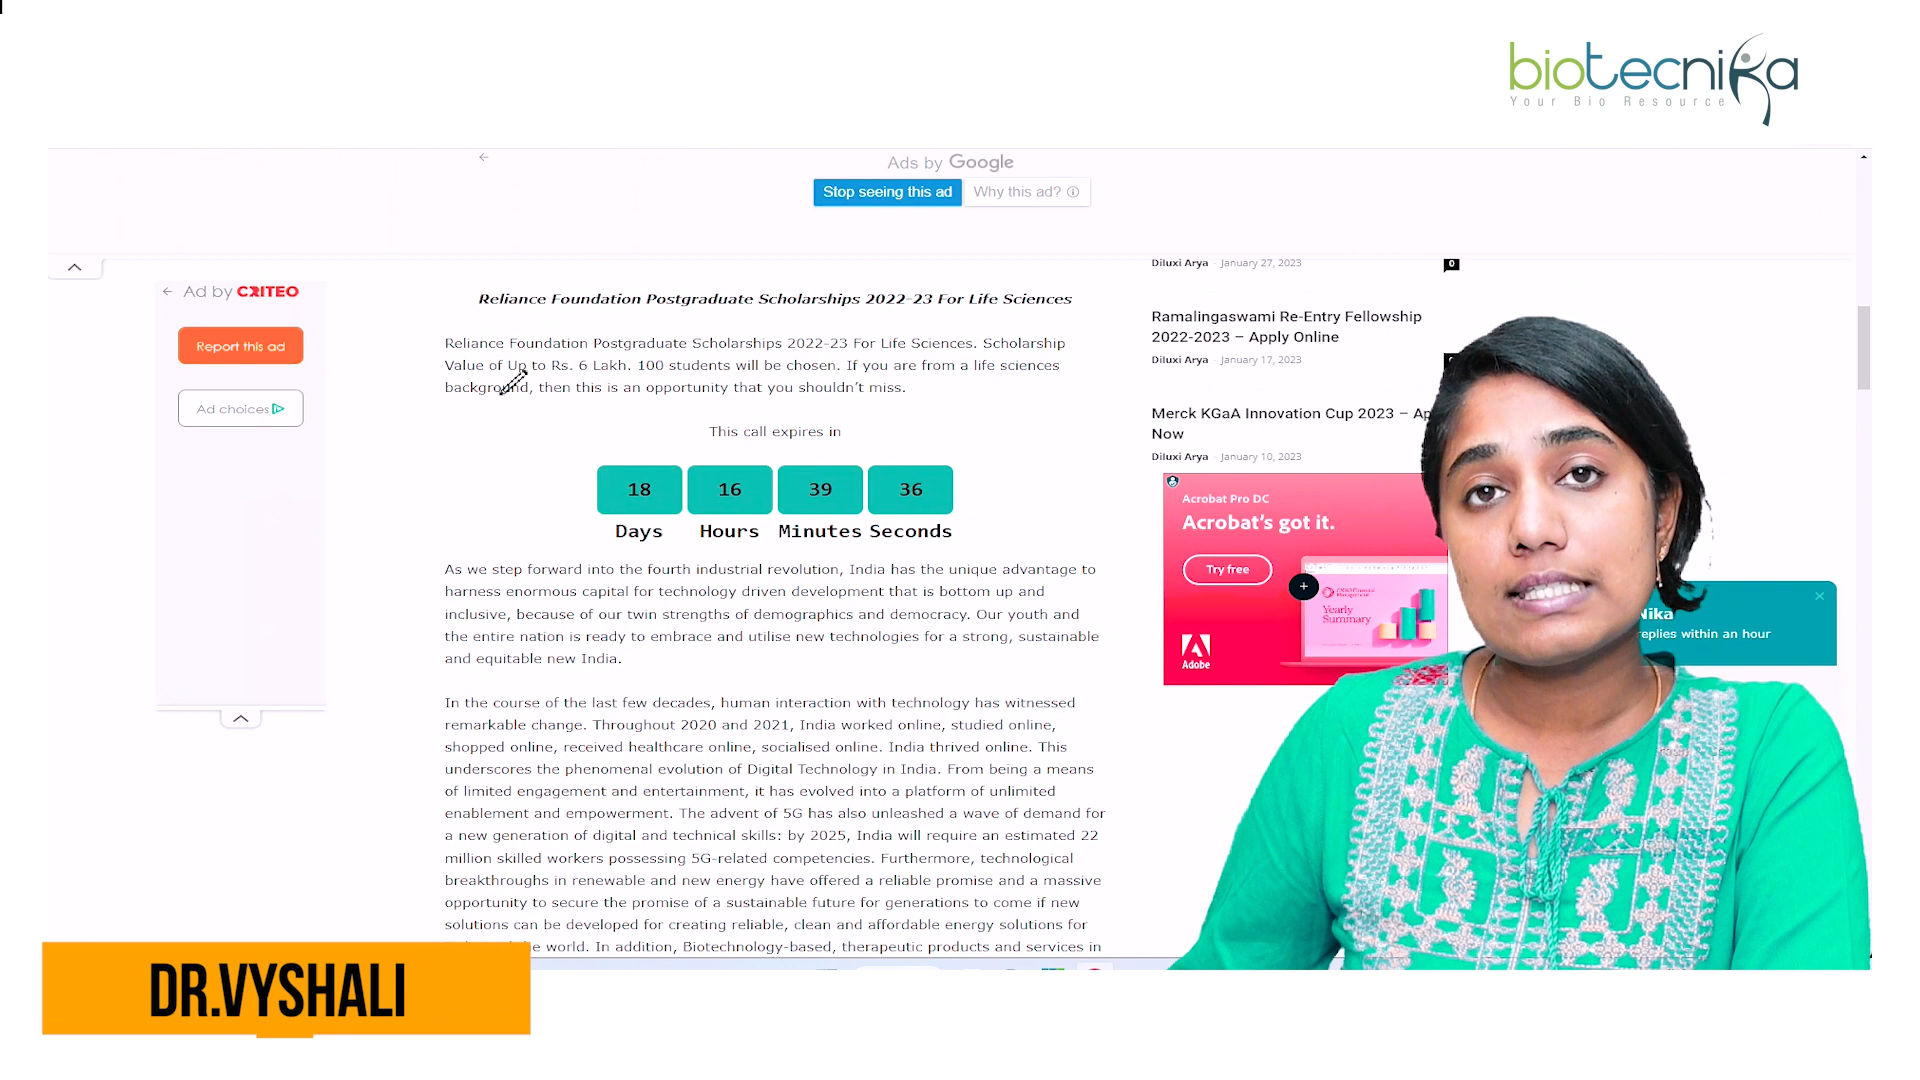 biotecnika
Your Bio Resource
Ads by Google
Stop seeing this ad
Why this ad?
Ad by CRITEO
Report this ad
Ad choices
Reliance Foundation Postgraduate Scholarships 2022-23 For Life Sciences
Reliance Foundation Postgraduate Scholarships 2022-23 For Life Sciences. Scholarship
Value of Up to Rs. 6 Lakh. 100 students will be chosen. If you are from a life sciences
background, then this is an opportunity that you shouldn't miss.
This call expires in
18 16 39 36
Days Hours Minutes Seconds
As we step forward into the fourth industrial revolution, India has the unique advantage to
harness enormous capital for technology driven development that is bottom up and
inclusive, because of our twin strengths of demographics and democracy. Our youth and
the entire nation is ready to embrace and utilise new technologies for a strong, sustainable
and equitable new India.
In the course of the last few decades, human interaction with technology has witnessed
remarkable change. Throughout 2020 and 2021, India worked online, studied online,
shopped online, received healthcare online, socialised online. India thrived online. This
underscores the phenomenal evolution of Digital Technology in India. From being a means
of limited engagement and entertainment, it has evolved into a platform of unlimited
enablement and empowerment. The advent of 5G has also unleashed a wave of demand for
a new generation of digital and technical skills: by 2025, India will require an estimated 22
million skilled workers possessing 5G-related competencies. Furthermore, technological
breakthroughs in renewable and new energy have offered a reliable promise and a massive
opportunity to secure the promise of a sustainable future for generations to come if new
solutions can be developed for creating reliable, clean and affordable energy solutions for
world. In addition, Biotechnology-based, therapeutic products and services in
Diluxi Arya - January 27, 2023
0
Ramalingaswami Re-Entry Fellowship
2022-2023 – Apply Online
Diluxi Arya - January 17, 2023
Merck KGaA Innovation Cup 2023 –
Now
Diluxi Arya - January 10, 2023
Acrobat Pro DC
Acrobat's got it.
Try free
Yearly
Summary
Adobe
Nika
replies within an hour
DR.VYSHALI